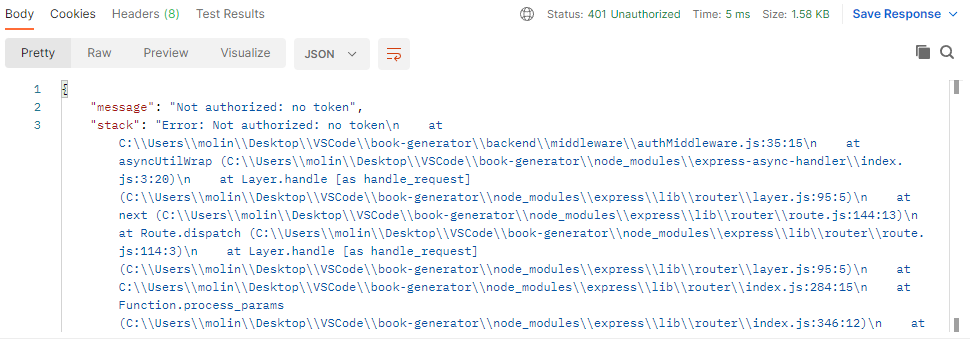 Body Cookies Headers (8) Test Results Status: 401 Unauthorized Time: 5 ms Size: 1.58 KB Save Response
Pretty Raw Preview Visualize JSON
1 {
2 "message": "Not authorized: no token",
3 "stack": "Error: Not authorized: no token\n    at
C:\\Users\\molin\\Desktop\\VSCode\\book-generator\\backend\\middleware\\authMiddleware.js:35:15\n    at
asyncUtilWrap (C:\\Users\\molin\\Desktop\\VSCode\\book-generator\\node_modules\\express-async-handler\\index.
js:3:20)\n    at Layer.handle [as handle_request]
(C:\\Users\\molin\\Desktop\\VSCode\\book-generator\\node_modules\\express\\lib\\router\\layer.js:95:5)\n    at
next (C:\\Users\\molin\\Desktop\\VSCode\\book-generator\\node_modules\\express\\lib\\router\\route.js:144:13)\n
at Route.dispatch (C:\\Users\\molin\\Desktop\\VSCode\\book-generator\\node_modules\\express\\lib\\router\\route.
js:114:3)\n    at Layer.handle [as handle_request]
(C:\\Users\\molin\\Desktop\\VSCode\\book-generator\\node_modules\\express\\lib\\router\\layer.js:95:5)\n    at
C:\\Users\\molin\\Desktop\\VSCode\\book-generator\\node_modules\\express\\lib\\router\\index.js:284:15\n    at
Function.process_params
(C:\\Users\\molin\\Desktop\\VSCode\\book-generator\\node_modules\\express\\lib\\router\\index.js:346:12)\n    at